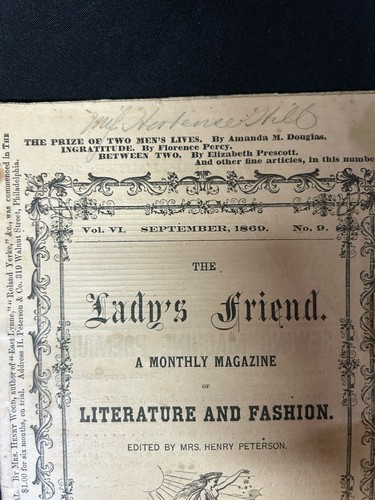 Miss Hortense Hill
THE PRIZE OF TWO MEN'S LIVES, By Amanda M. Douglas.
INGRATITUDE. By Florence Percy.
BETWEEN TWO. By Elizabeth Prescott.
And other fine articles, in this numbe
Vol. VI. SEPTEMBER, 1869. No. 9.
THE
Lady's Friend.
A MONTHLY MAGAZINE
OF
LITERATURE AND FASHION.
EDITED BY MRS. HENRY PETERSON.
L. By MRS. HENRY WOOD, author of "East Lynne," "Roland Yorke," &c., was commenced in THE
$1.00 for six months, on trial. Address H. Peterson & Co. 319 Walnut Street, Philadelphia.